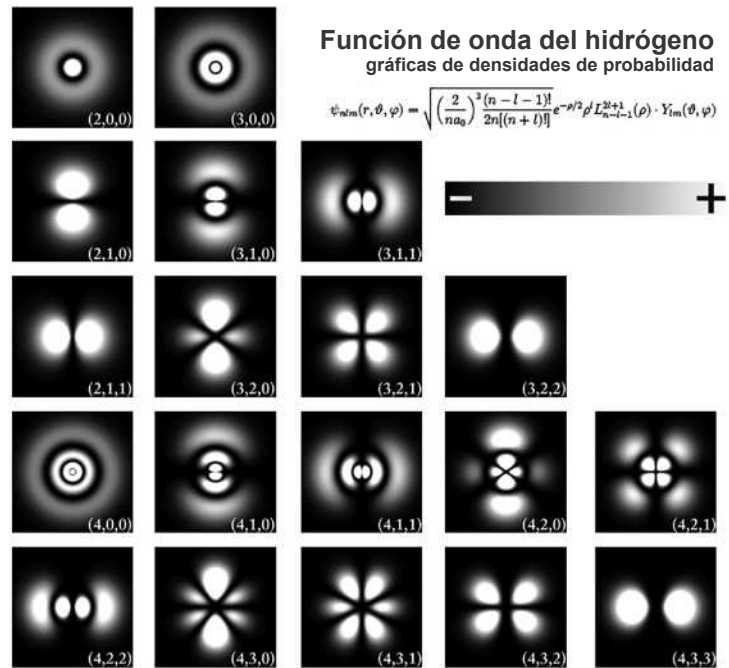 Función de onda del hidrógeno
gráficas de densidades de probabilidad
ψnlm(r,ϑ,φ) = √((2/na₀)³ (n−l−1)!/2n[(n+l)!]) e^−ρ/2 ρ^l L^2l+1_n−l−1(ρ) · Ylm(ϑ,φ)
(2,0,0) (3,0,0)
− +
(2,1,0) (3,1,0) (3,1,1)
(2,1,1) (3,2,0) (3,2,1) (3,2,2)
(4,0,0) (4,1,0) (4,1,1) (4,2,0) (4,2,1)
(4,2,2) (4,3,0) (4,3,1) (4,3,2) (4,3,3)